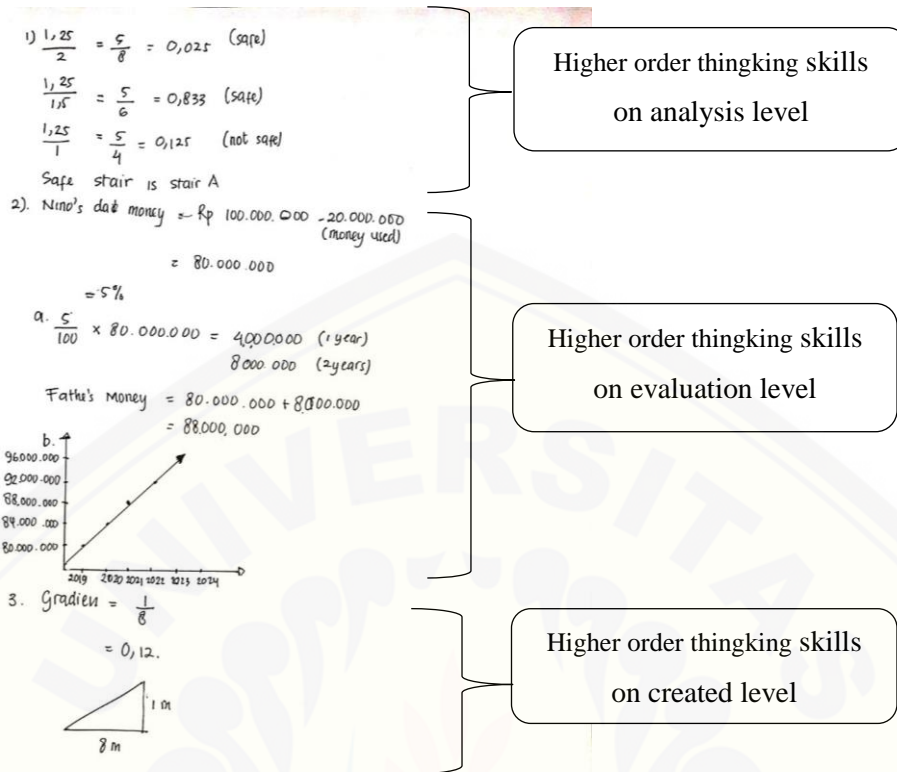 1) 1,25/2 = 5/8 = 0,025 (safe)
1,25/1,5 = 5/6 = 0,833 (safe)
1,25/1 = 5/4 = 0,125 (not safe)
Safe stair is stair A
Higher order thingking skills
on analysis level
2). Nino's dad money = Rp 100.000.000 - 20.000.000
(money used)
= 80.000.000
= 5%
a. 5/100 × 80.000.000 = 4,000.000 (1 year)
8000.000 (2years)
Fathe's Money = 80.000.000 + 8,000.000
= 88.000,000
b.
96000.000
92,000.000
88,000.000
84.000.000
80.000.000
2019 2020 2021 2022 2023 2024
Higher order thingking skills
on evaluation level
3. Gradien = 1/8
= 0,12.
1 m
8 m
Higher order thingking skills
on created level
UNIVERSITAS